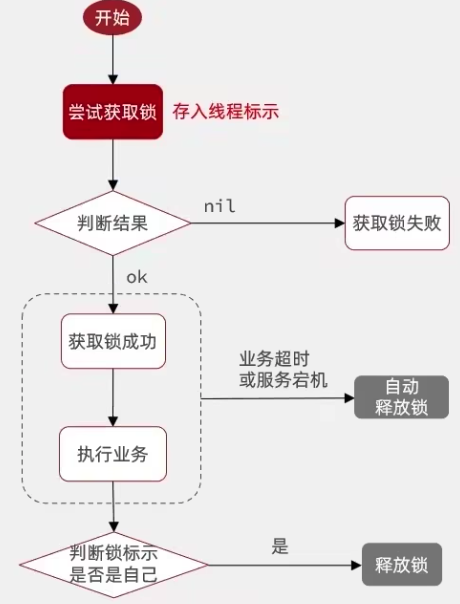 开始
尝试获取锁
存入线程标示
判断结果
nil
获取锁失败
ok
获取锁成功
业务超时
或服务宕机
自动
释放锁
执行业务
判断锁标示
是否是自己
是
释放锁